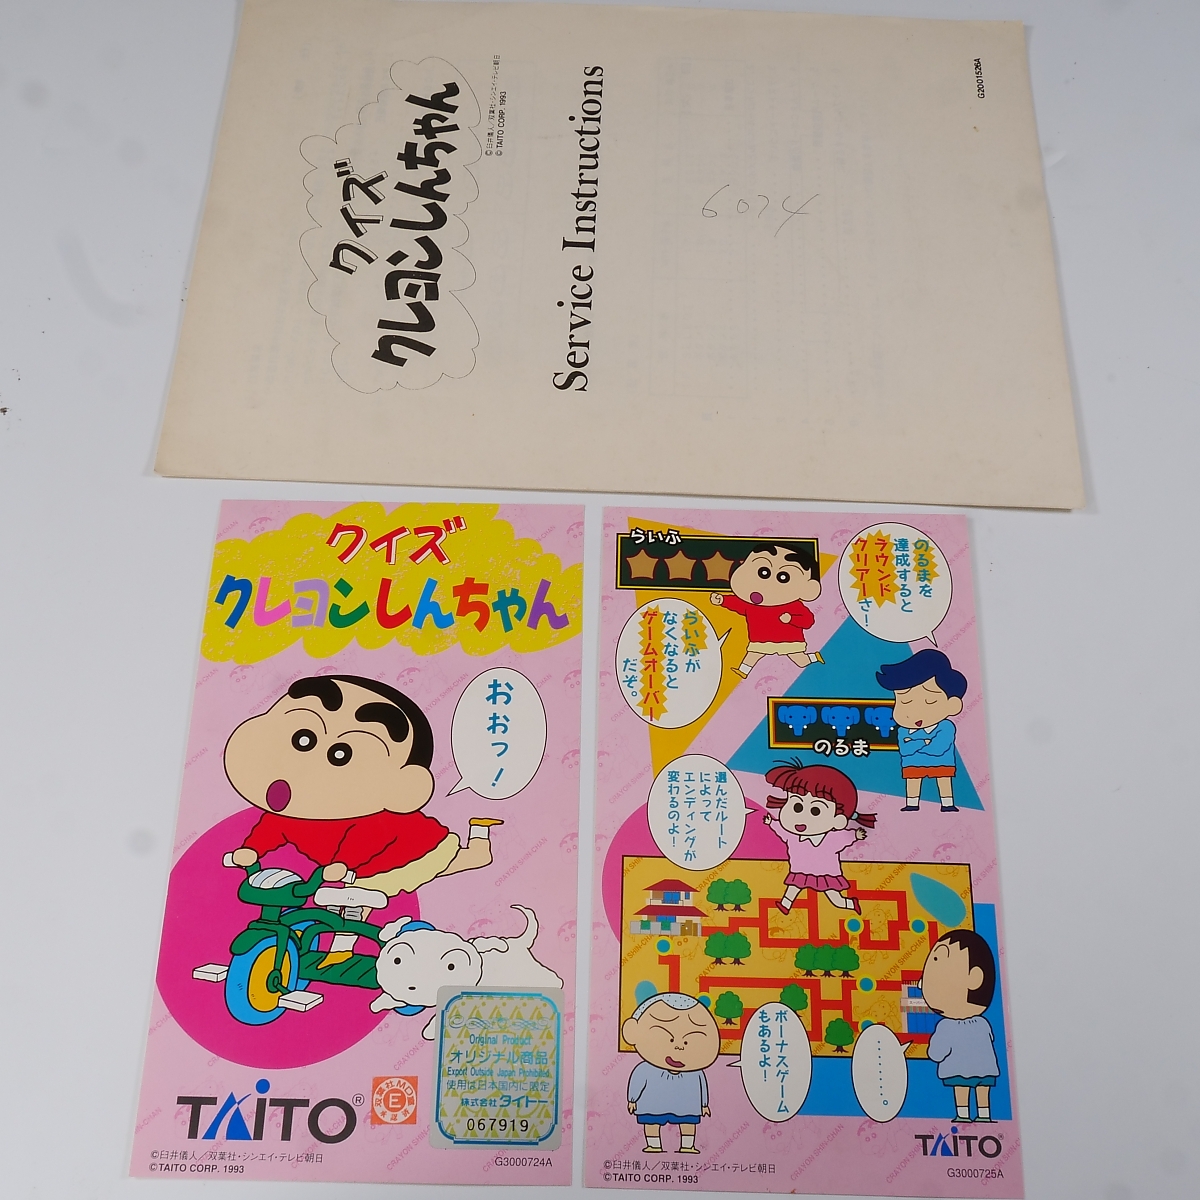 クイズ
クレヨンしんちゃん
©臼井儀人／双葉社・シンエイ・テレビ朝日
© TAITO CORP. 1993
Service Instructions
6074
G2001526A
クイズ
クレヨンしんちゃん
おおっ！
TAITO®
E
Original Product
オリジナル商品
Export Outside Japan Prohibited
使用は日本国内に限定
株式会社タイトー
067919
©臼井儀人／双葉社・シンエイ・テレビ朝日
©TAITO CORP. 1993
G3000724A
らいふ
のるまを
達成すると
ラウンド
クリアーさ！
らいふが
なくなると
ゲームオーバー
だぞ。
のるま
選んだルート
によって
エンディングが
変わるのよ！
ボーナスゲーム
もあるよ！
………。
TAITO®
©臼井儀人／双葉社・シンエイ・テレビ朝日
©TAITO CORP. 1993
G3000725A